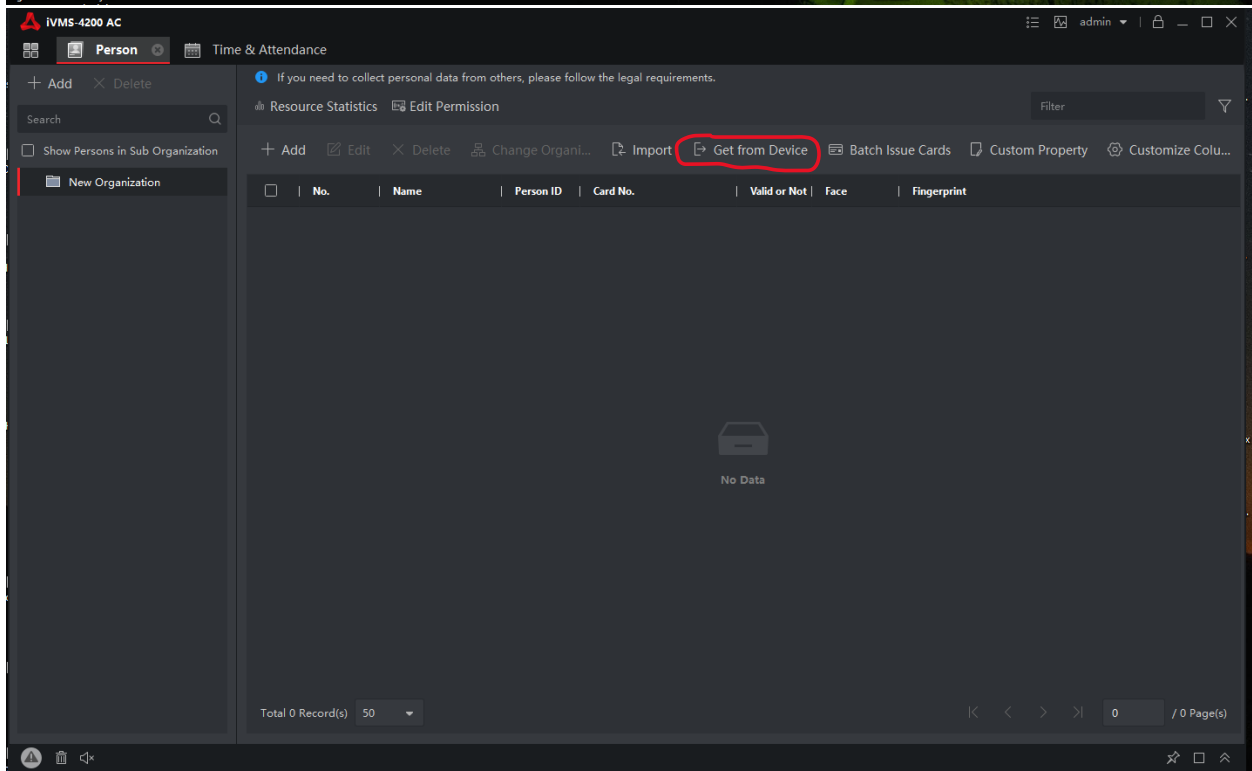 iVMS-4200 AC
admin
Person
Time & Attendance
Add
Delete
If you need to collect personal data from others, please follow the legal requirements.
Resource Statistics
Edit Permission
Filter
Search
Show Persons in Sub Organization
Add
Edit
Delete
Change Organi...
Import
Get from Device
Batch Issue Cards
Custom Property
Customize Colu...
New Organization
No.
Name
Person ID
Card No.
Valid or Not
Face
Fingerprint
No Data
Total 0 Record(s)
50
0
/ 0 Page(s)